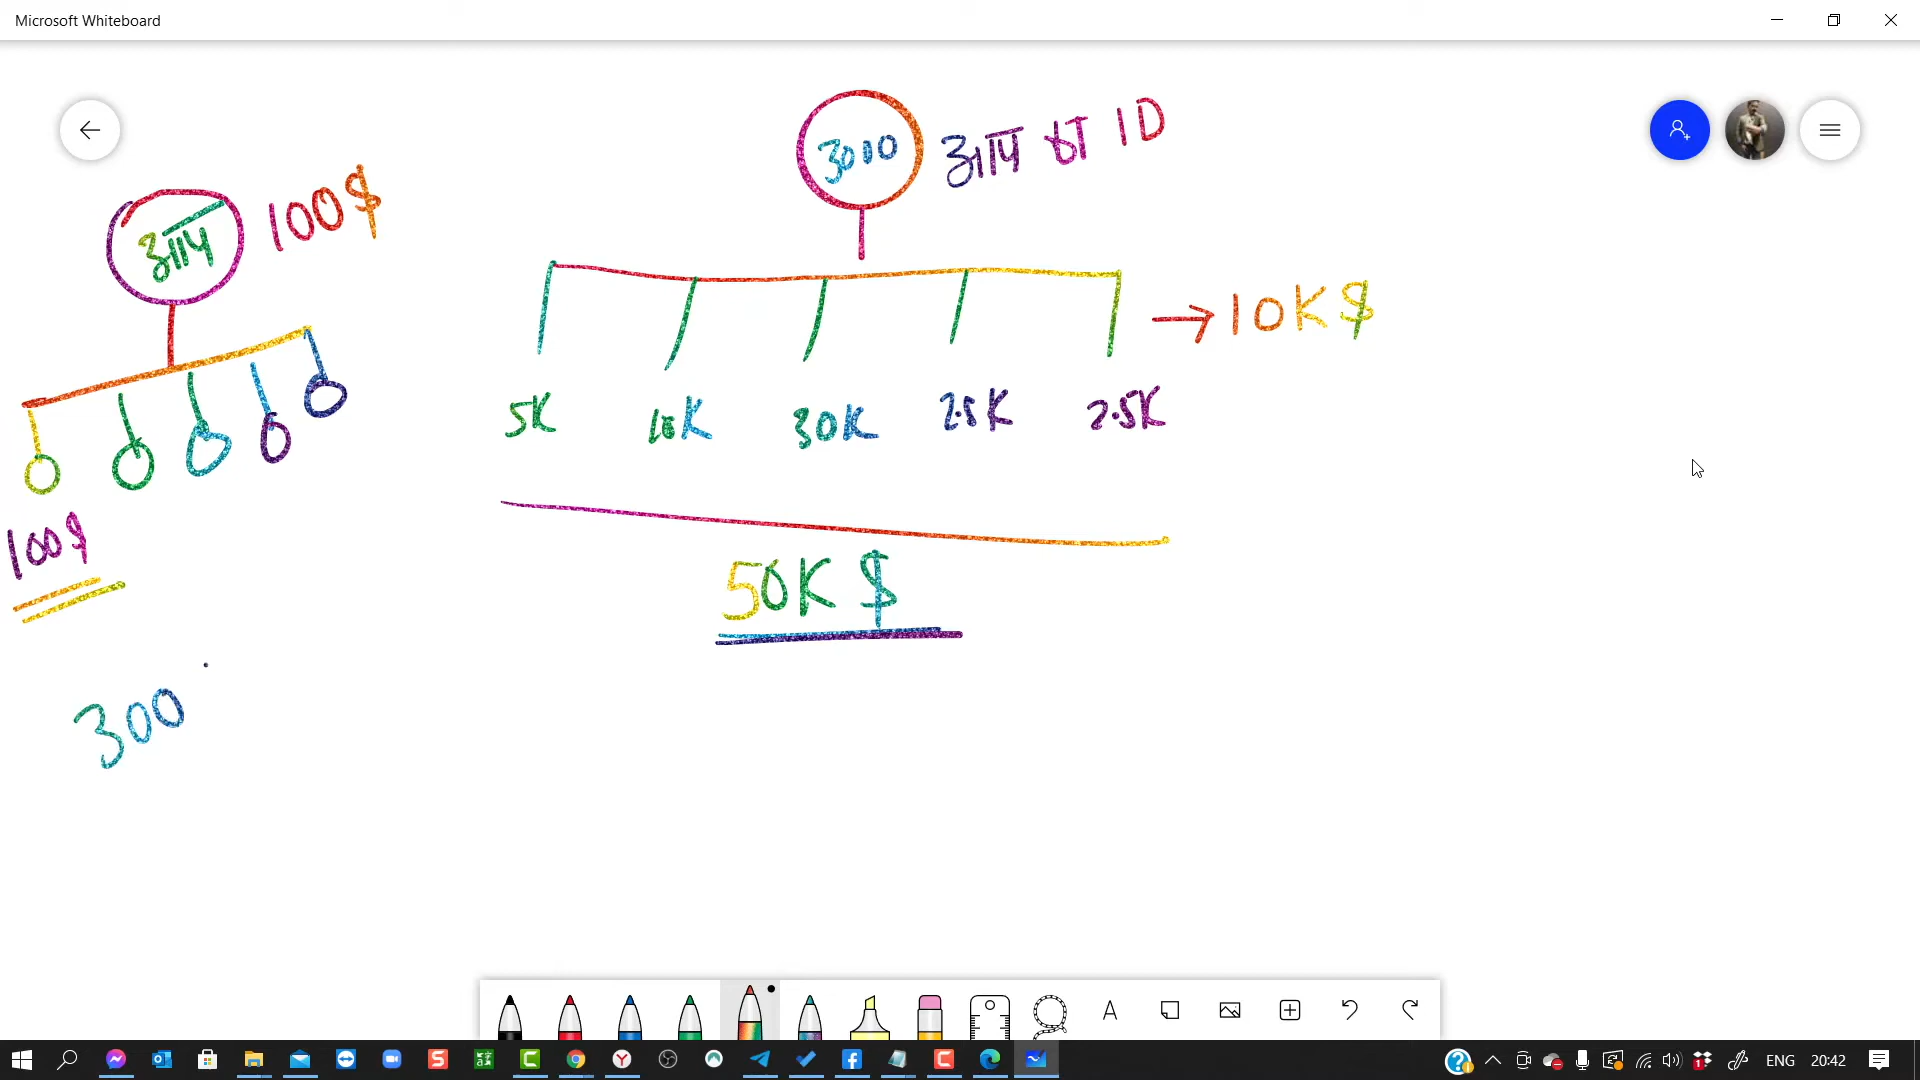 Microsoft Whiteboard
3000 आप का ID
आप 100$
→ 10K $
5K 10K 30K 2.5K 2.5K
100$
50K $
300
A
ENG 20:42